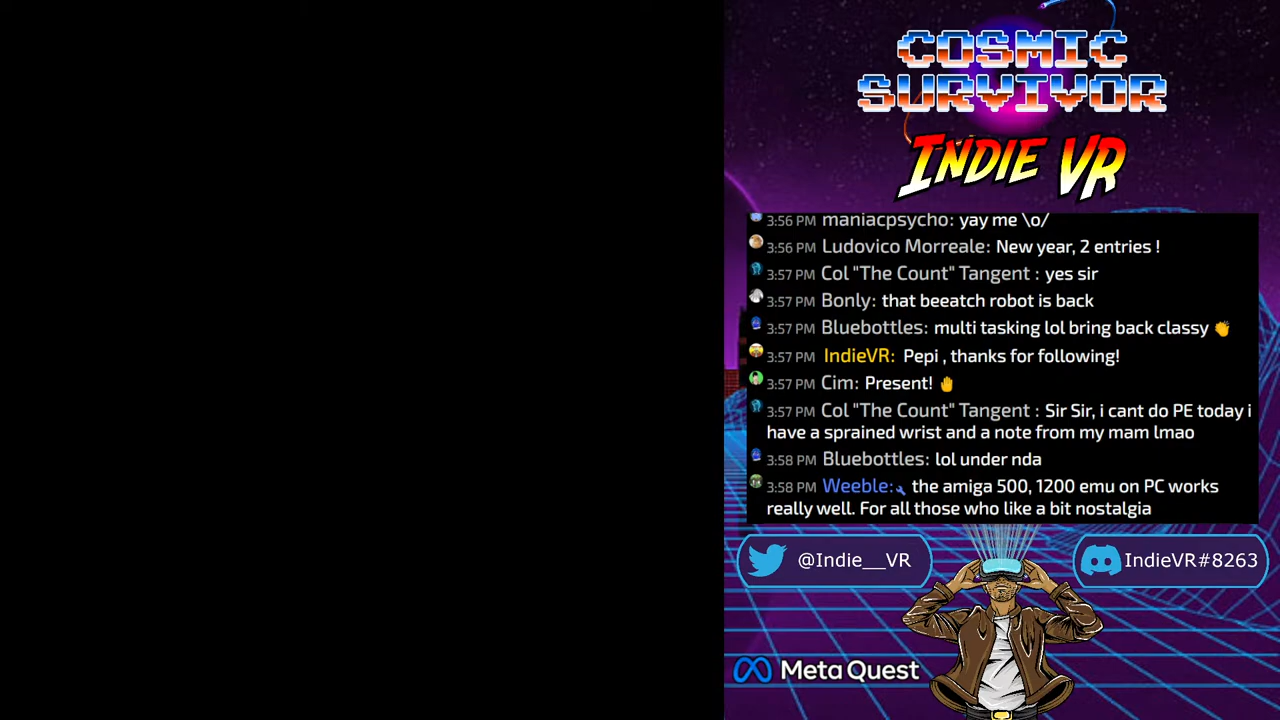 COSMIC
SURVIVOR
INDIE VR
3:56 PM maniacpsycho: yay me \o/
3:56 PM Ludovico Morreale: New year, 2 entries !
3:57 PM Col "The Count" Tangent : yes sir
3:57 PM Bonly: that beeatch robot is back
3:57 PM Bluebottles: multi tasking lol bring back classy 👏
3:57 PM IndieVR: Pepi , thanks for following!
3:57 PM Cim: Present! 🤚
3:57 PM Col "The Count" Tangent : Sir Sir, i cant do PE today i
have a sprained wrist and a note from my mam lmao
3:58 PM Bluebottles: lol under nda
3:58 PM Weeble: the amiga 500, 1200 emu on PC works
really well. For all those who like a bit nostalgia
@Indie__VR
IndieVR#8263
Meta Quest